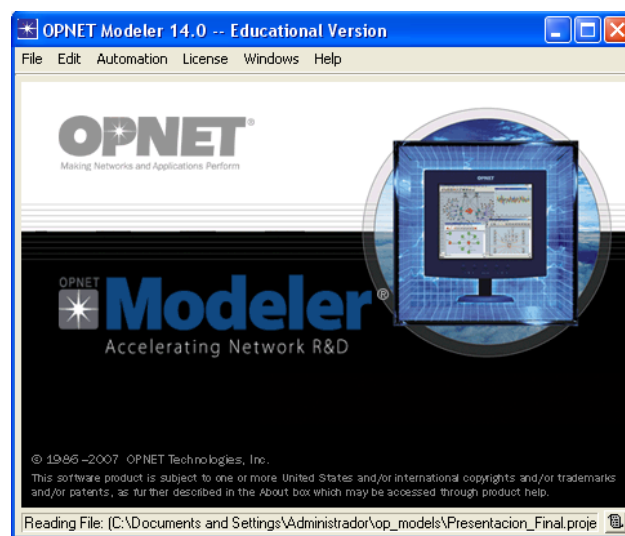 OPNET Modeler 14.0 -- Educational Version
File Edit Automation License Windows Help
OPNET®
Making Networks and Applications Perform
OPNET
OPNET
Modeler®
Accelerating Network R&D
© 1986–2007 OPNET Technologies, Inc.
This software product is subject to one or more United States and/or international copyrights and/or trademarks
and/or patents, as further described in the About box which may be accessed through product help.
Reading File: (C:\Documents and Settings\Administrador\op_models\Presentacion_Final.proje